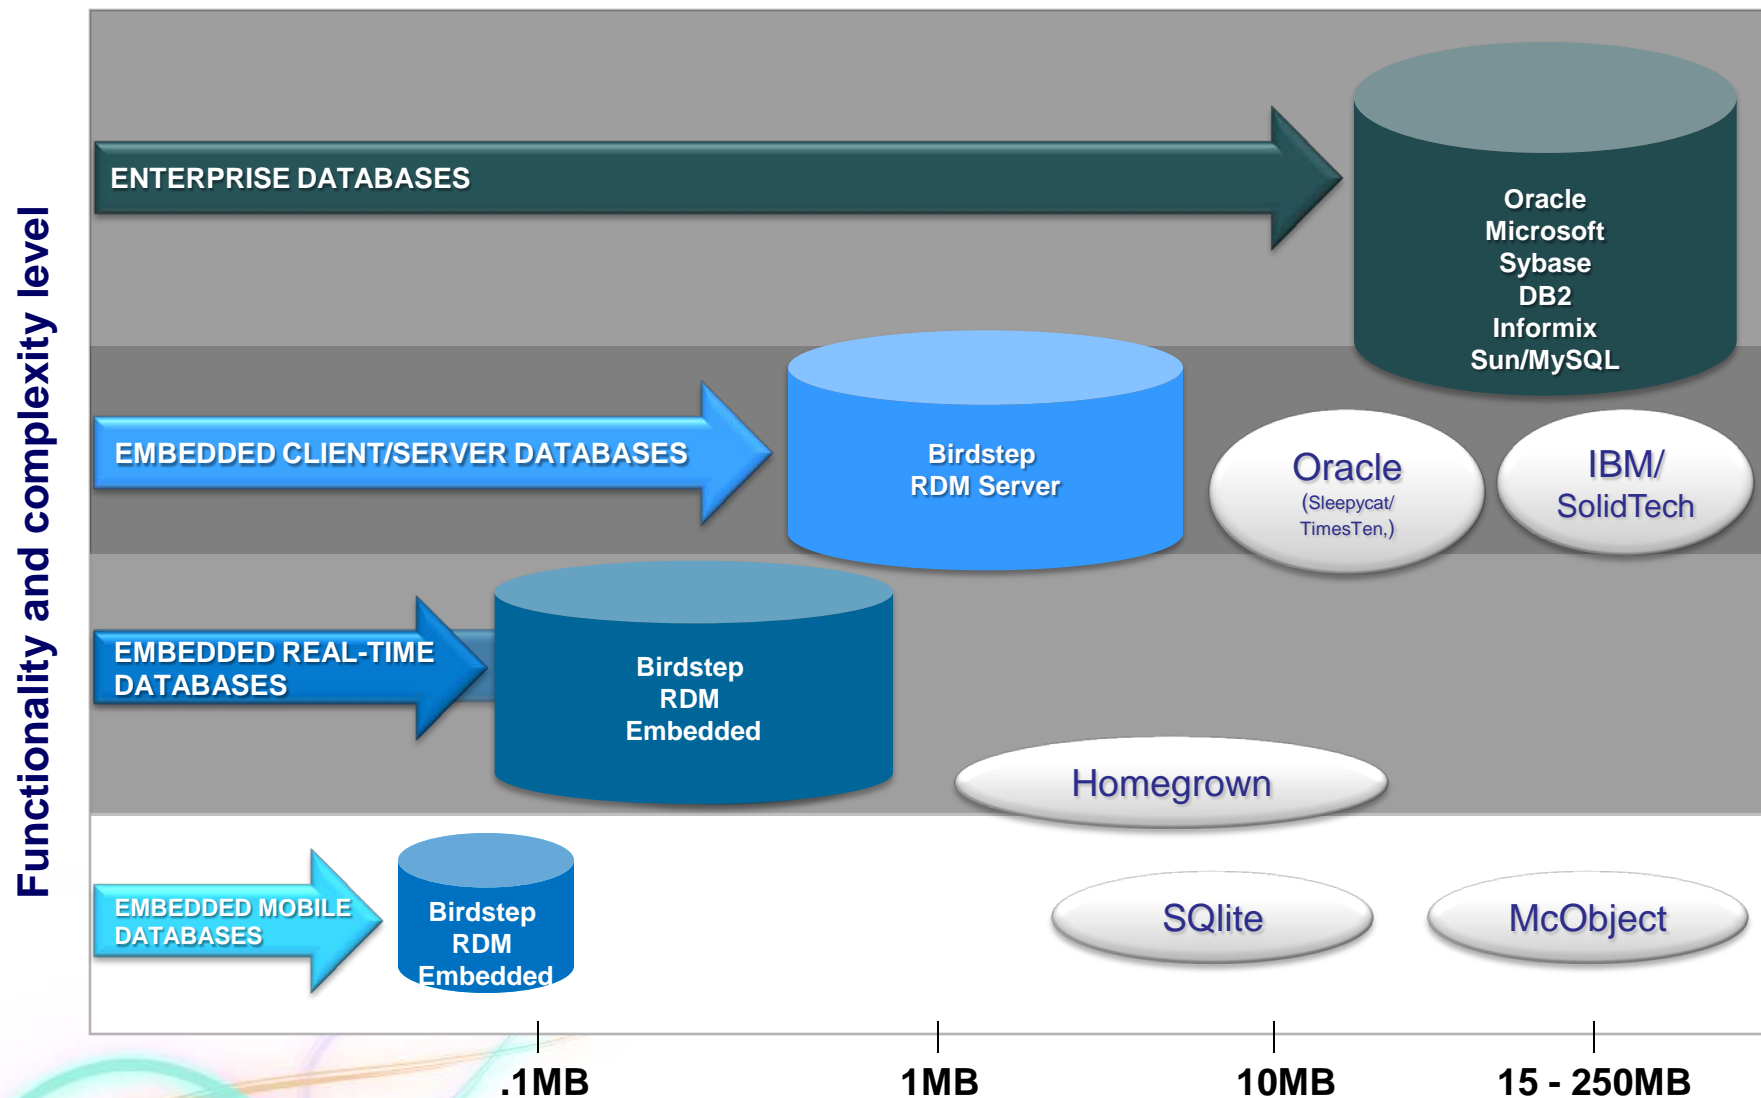 Functionality and complexity level
ENTERPRISE DATABASES
Oracle
Microsoft
Sybase
DB2
Informix
Sun/MySQL
EMBEDDED CLIENT/SERVER DATABASES
Birdstep
RDM Server
Oracle
(Sleepycat/
TimesTen,)
IBM/
SolidTech
EMBEDDED REAL-TIME
DATABASES
Birdstep
RDM
Embedded
Homegrown
EMBEDDED MOBILE
DATABASES
Birdstep
RDM
Embedded
SQlite
McObject
.1MB
1MB
10MB
15 - 250MB